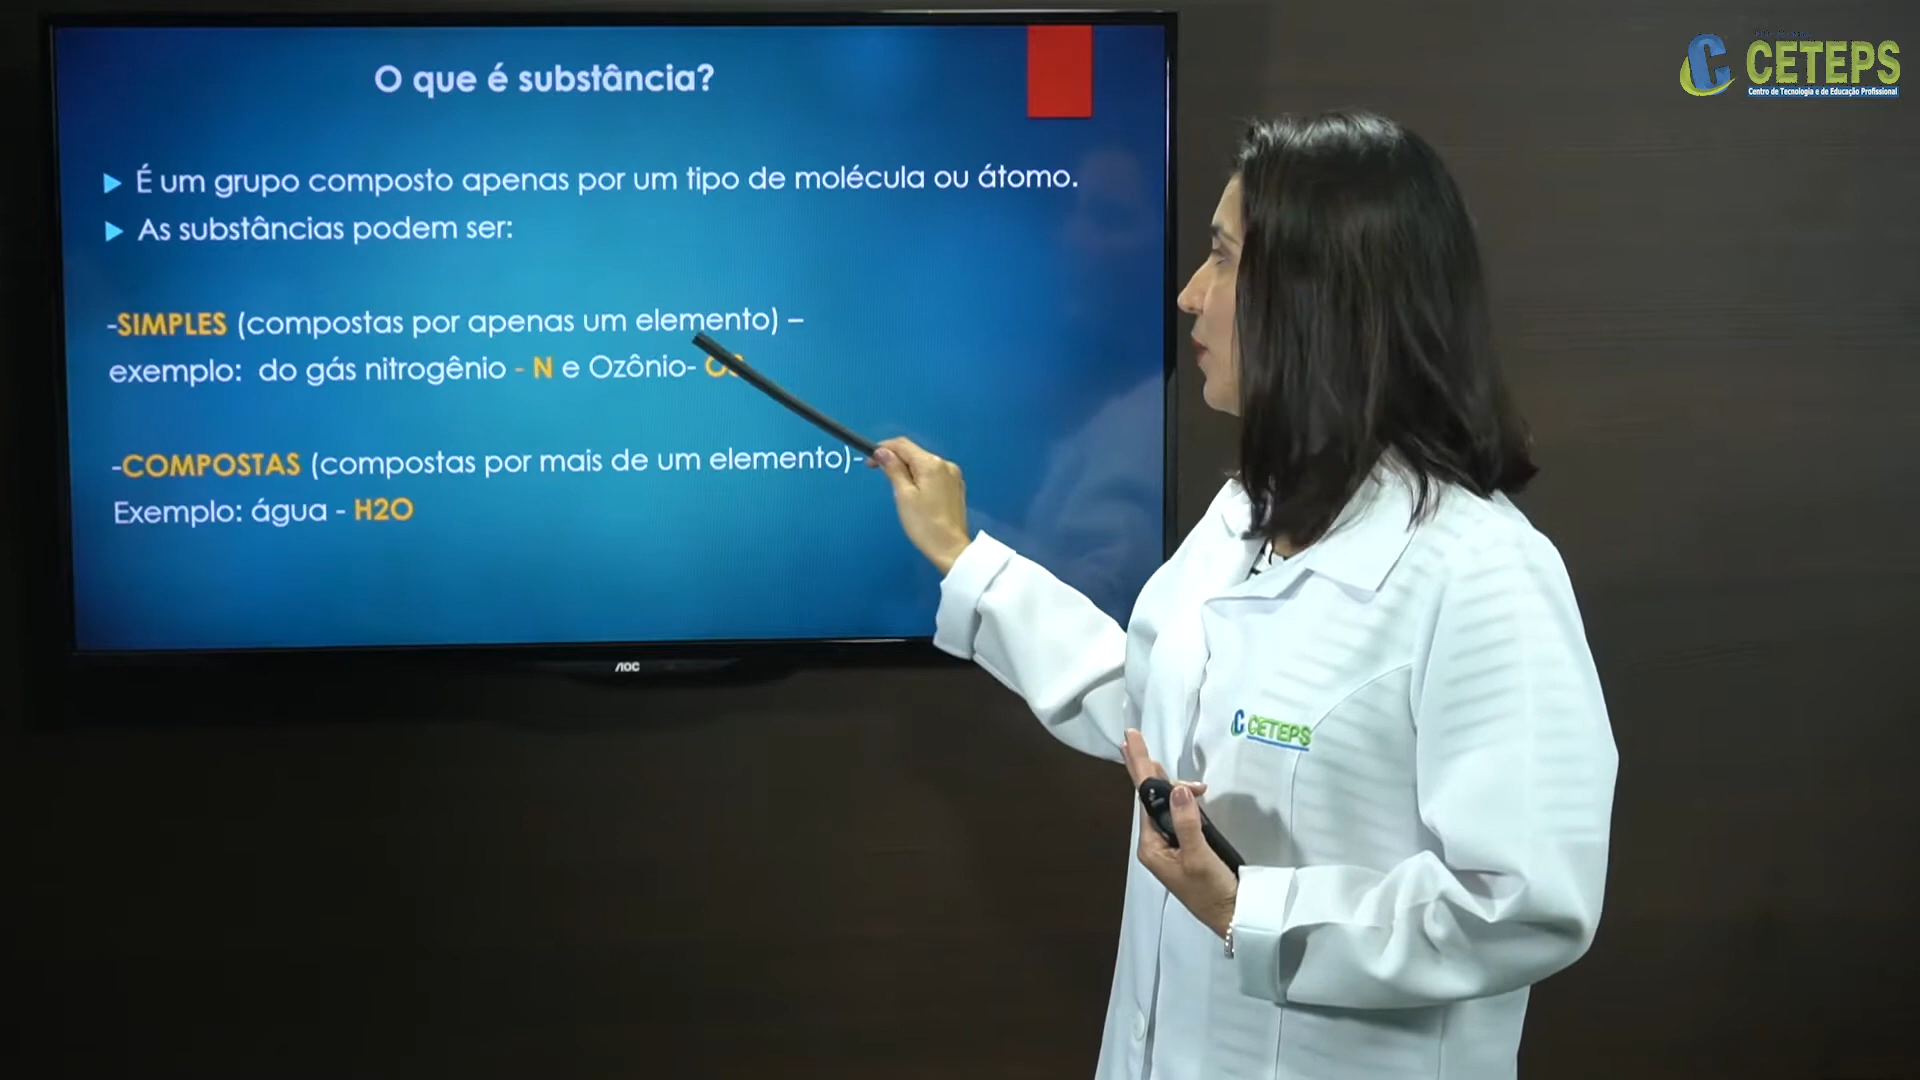 CETEPS
Centro de Tecnologia e de Educação Profissional
O que é substância?
É um grupo composto apenas por um tipo de molécula ou átomo.
As substâncias podem ser:
-SIMPLES (compostas por apenas um elemento) –
exemplo: do gás nitrogênio - N e Ozônio-
-COMPOSTAS (compostas por mais de um elemento)-
Exemplo: água - H2O
AOC
C CETEPS